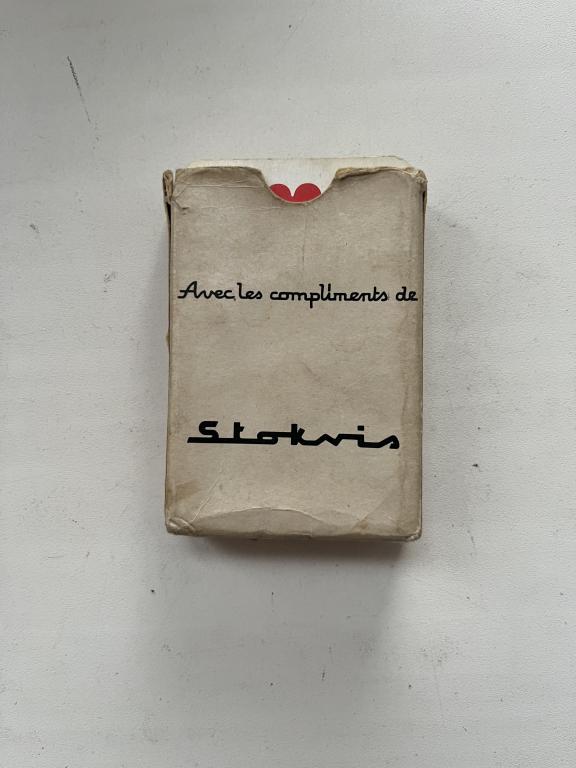 Avec les compliments de
Stokvis